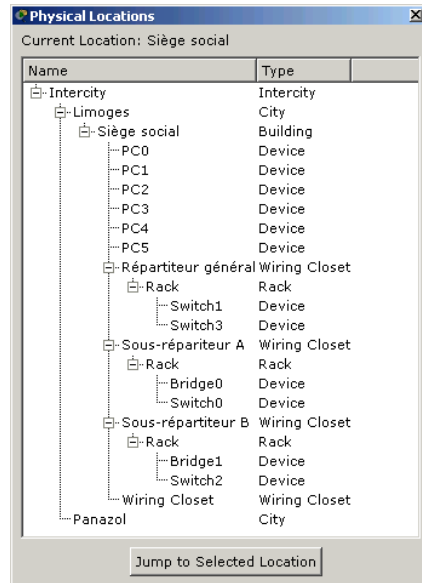 Physical Locations
Current Location: Siège social
Name Type
Intercity Intercity
Limoges City
Siège social Building
PC0 Device
PC1 Device
PC2 Device
PC3 Device
PC4 Device
PC5 Device
Répartiteur général Wiring Closet
Rack Rack
Switch1 Device
Switch3 Device
Sous-réparititeur A Wiring Closet
Rack Rack
Bridge0 Device
Switch0 Device
Sous-répartiteur B Wiring Closet
Rack Rack
Bridge1 Device
Switch2 Device
Wiring Closet Wiring Closet
Panazol City
Jump to Selected Location